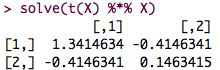 > solve(t(X) %*% X)
[,1] [,2]
[1,] 1.3414634 -0.4146341
[2,] -0.4146341 0.1463415